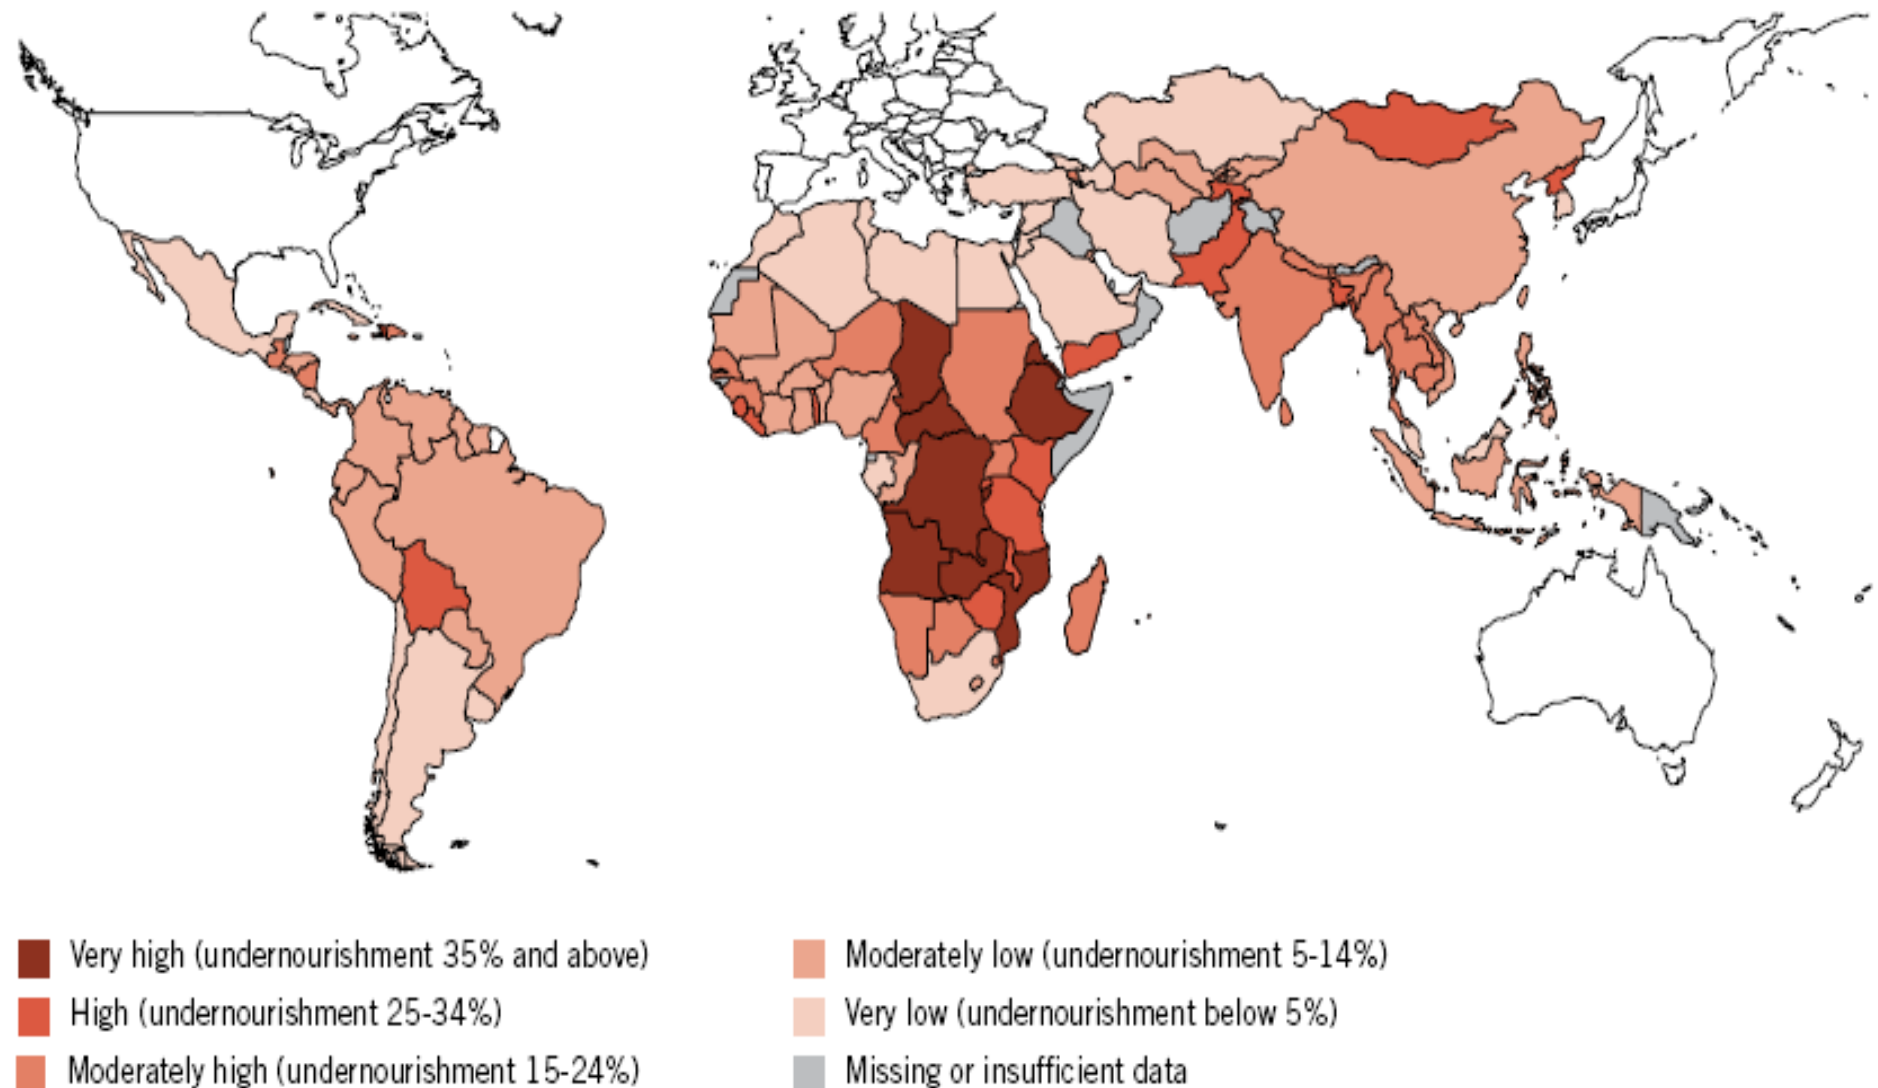 Very high (undernourishment 35% and above)
High (undernourishment 25-34%)
Moderately high (undernourishment 15-24%)
Moderately low (undernourishment 5-14%)
Very low (undernourishment below 5%)
Missing or insufficient data